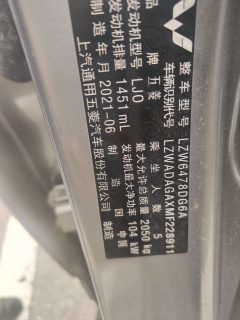 整车型号 LZW6478DG6A
车辆识别代号 LZWADAGAXMF228911
品牌 五菱 乘坐人数 5
发动机型号 LJO 最大允许总质量 2050 kg
发动机排量 1451 mL 发动机最大净功率 104 kW
制造年月 2021-06 中国
上汽通用五菱汽车股份有限公司 制造